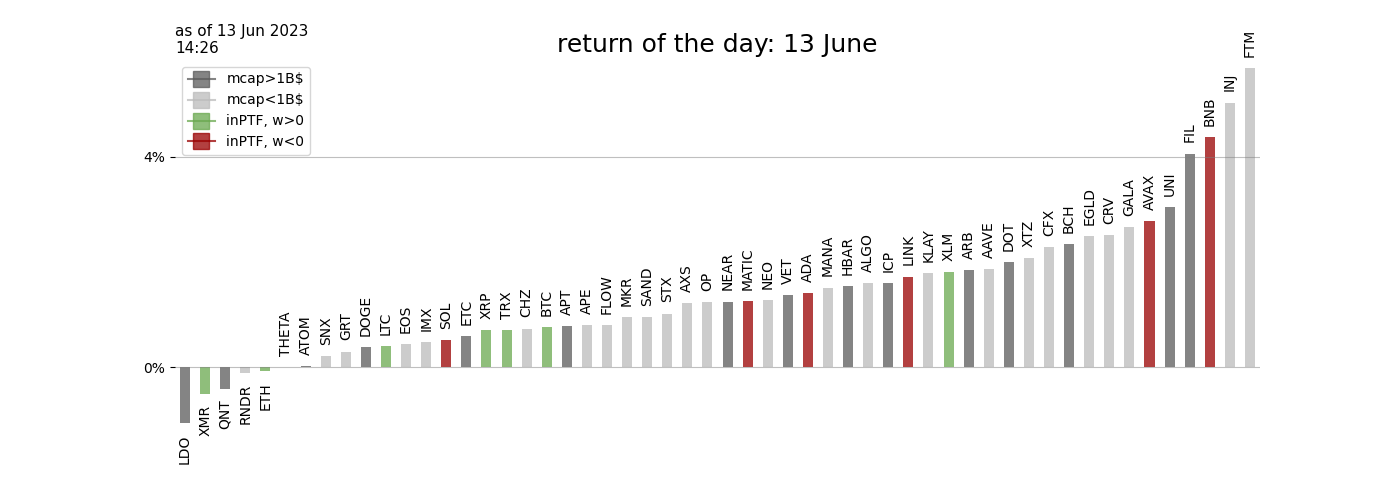 as of 13 Jun 2023
14:26
return of the day: 13 June
mcap>1B$
mcap<1B$
inPTF, w>0
inPTF, w<0
4%
0%
LDO
XMR
QNT
RNDR
ETH
THETA
ATOM
SNX
GRT
DOGE
LTC
EOS
IMX
SOL
ETC
XRP
TRX
CHZ
BTC
APT
APE
FLOW
MKR
SAND
STX
AXS
OP
NEAR
MATIC
NEO
VET
ADA
MANA
HBAR
ALGO
ICP
LINK
KLAY
XLM
ARB
AAVE
DOT
XTZ
CFX
BCH
EGLD
CRV
GALA
AVAX
UNI
FIL
BNB
INJ
FTM